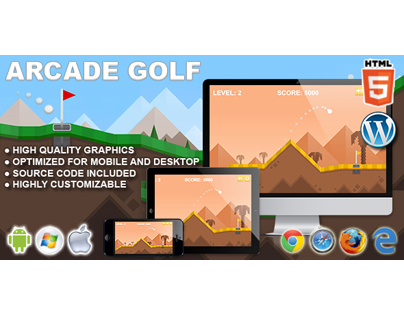 ARCADE GOLF
HTML
5
LEVEL: 2 SCORE: 5000
• HIGH QUALITY GRAPHICS
• OPTIMIZED FOR MOBILE AND DESKTOP
• SOURCE CODE INCLUDED
• HIGHLY CUSTOMIZABLE